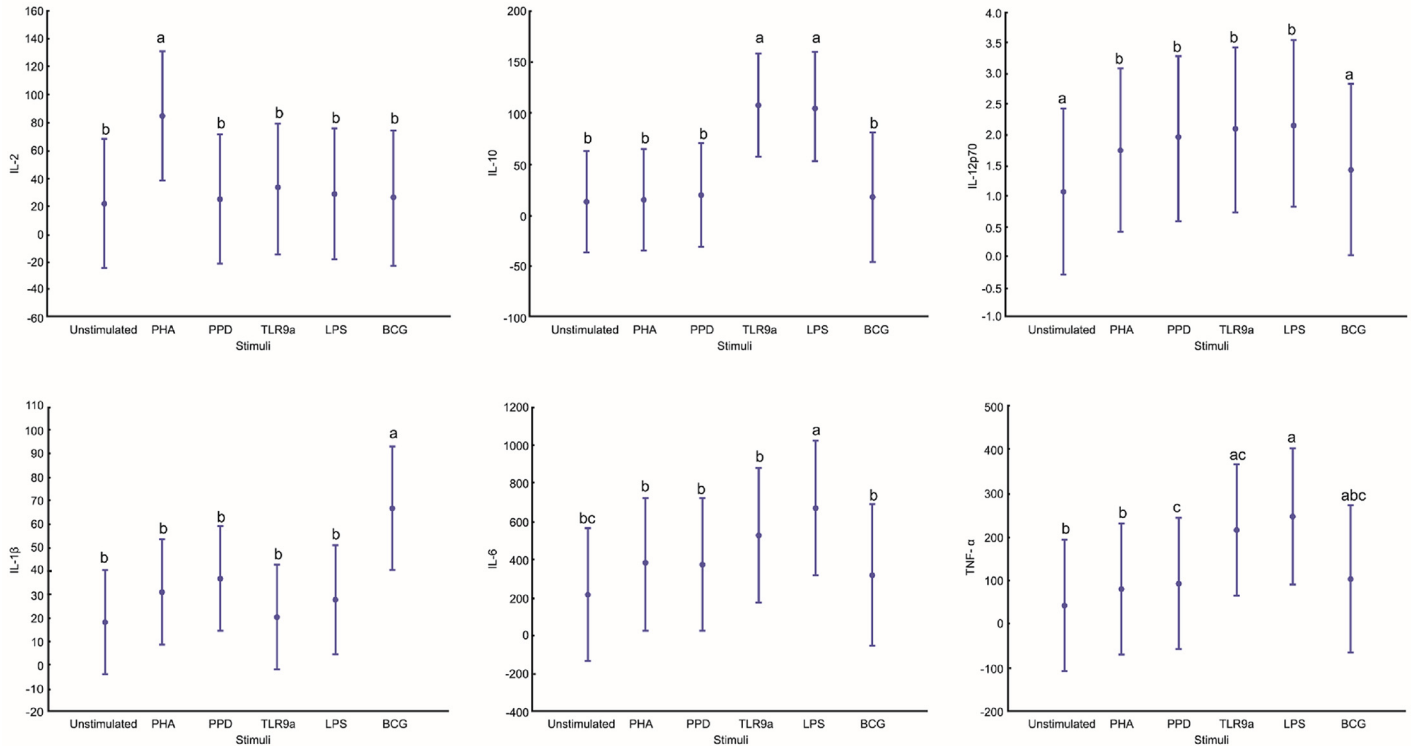 IL-2
160
140
120
100
80
60
40
20
0
-20
-40
-60
b
a
b
b
b
b
Unstimulated PHA PPD TLR9a LPS BCG
Stimuli
IL-10
200
150
100
50
0
-50
-100
b
b
b
a
a
b
Unstimulated PHA PPD TLR9a LPS BCG
Stimuli
IL-12p70
4.0
3.5
3.0
2.5
2.0
1.5
1.0
0.5
0.0
-0.5
-1.0
a
b
b
b
b
a
Unstimulated PHA PPD TLR9a LPS BCG
Stimuli
IL-1β
110
100
90
80
70
60
50
40
30
20
10
0
-10
-20
b
b
b
b
b
a
Unstimulated PHA PPD TLR9a LPS BCG
Stimuli
IL-6
1200
1000
800
600
400
200
0
-200
-400
bc
b
b
b
a
b
Unstimulated PHA PPD TLR9a LPS BCG
Stimuli
TNF- α
500
400
300
200
100
0
-100
-200
b
b
c
ac
a
abc
Unstimulated PHA PPD TLR9a LPS BCG
Stimuli